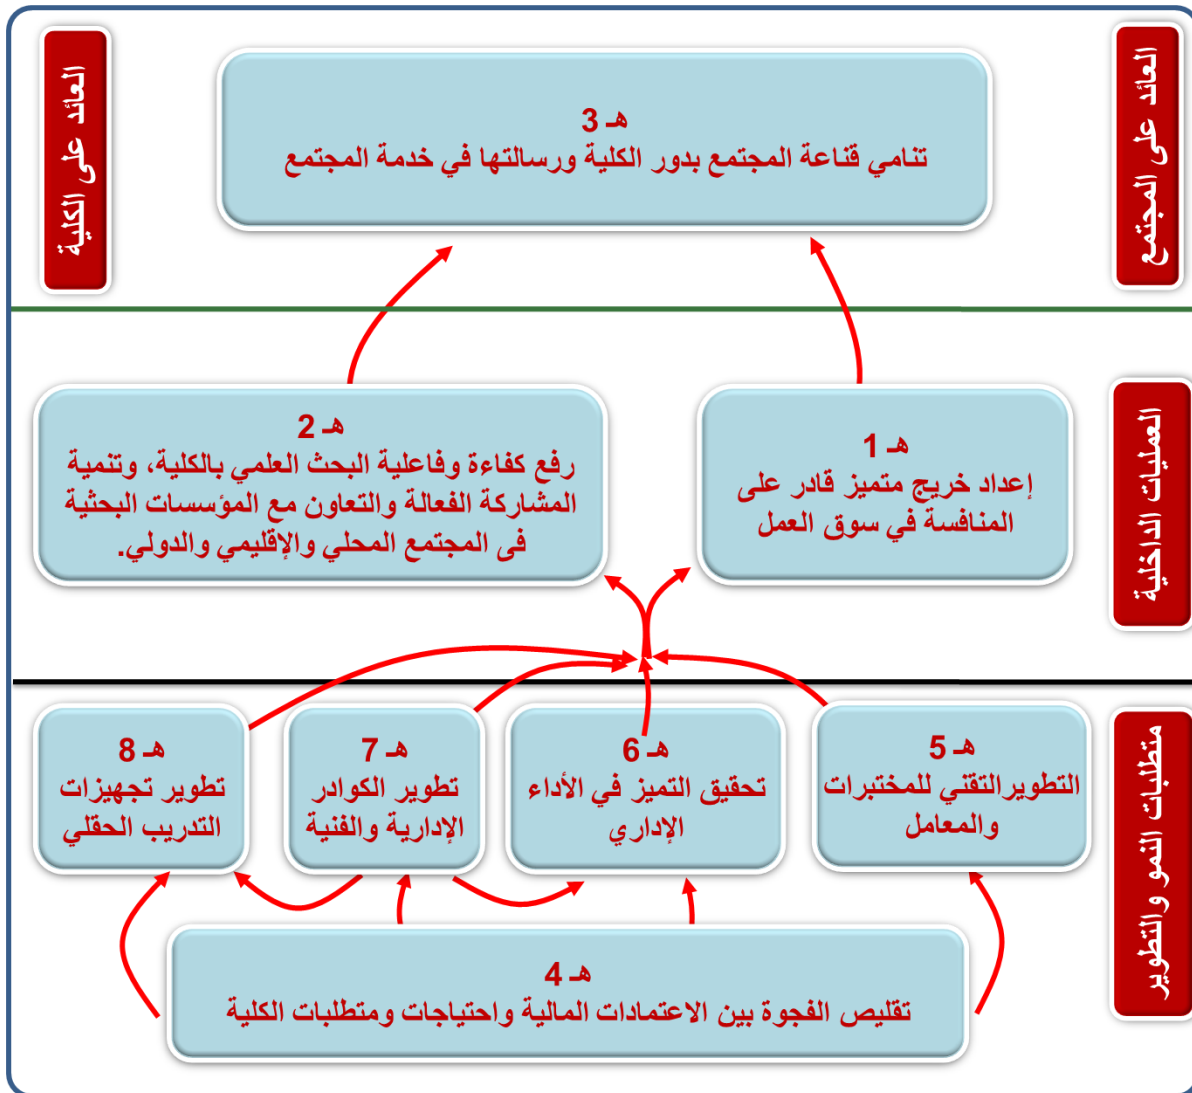 العائد على المجتمع
العائد على الكلية
هـ 3
تنامي قناعة المجتمع بدور الكلية ورسالتها في خدمة المجتمع
العمليات الداخلية
هـ 1
إعداد خريج متميز قادر على
المنافسة في سوق العمل
هـ 2
رفع كفاءة وفاعلية البحث العلمي بالكلية، وتنمية
المشاركة الفعالة والتعاون مع المؤسسات البحثية
فى المجتمع المحلي والإقليمي والدولي.
متطلبات النمو والتطوير
هـ 5
التطويرالتقني للمختبرات
والمعامل
هـ 6
تحقيق التميز في الأداء
الإداري
هـ 7
تطوير الكوادر
الإدارية والفنية
هـ 8
تطوير تجهيزات
التدريب الحقلي
هـ 4
تقليص الفجوة بين الاعتمادات المالية واحتياجات ومتطلبات الكلية